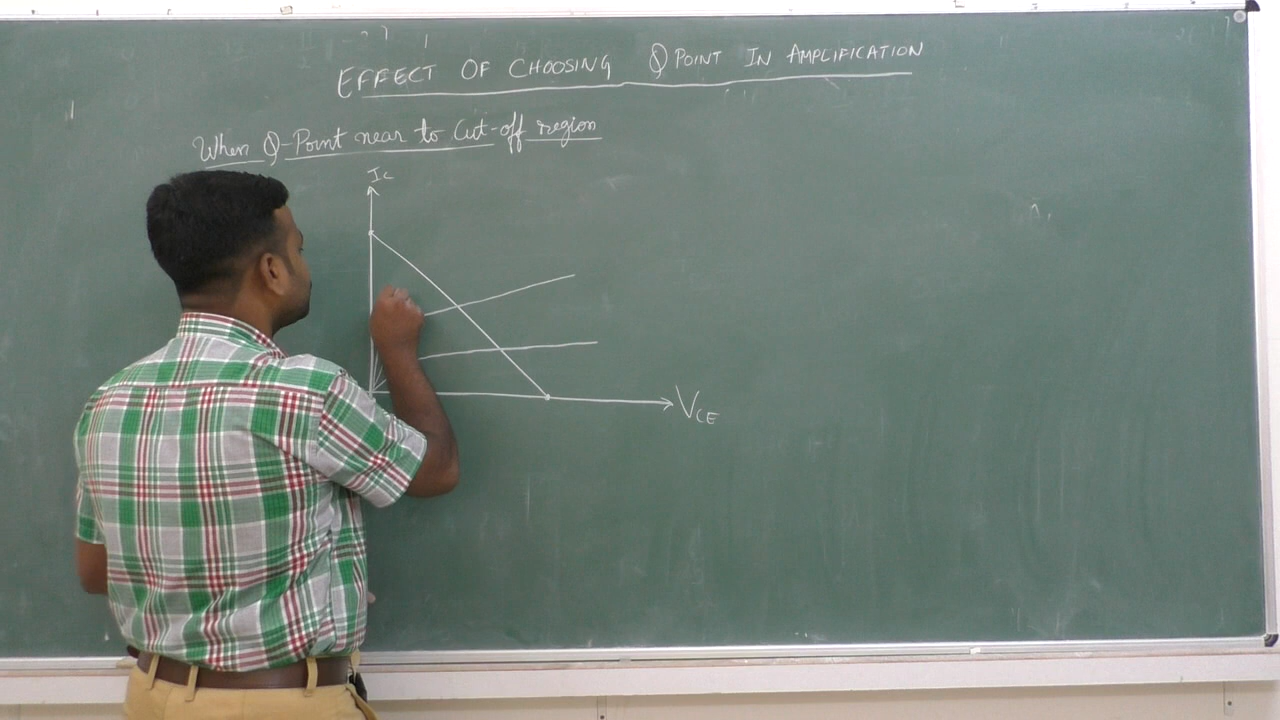 EFFECT OF CHOOSING Q POINT IN AMPLIFICATION
When Q-Point near to Cut-off region
IC
VCE